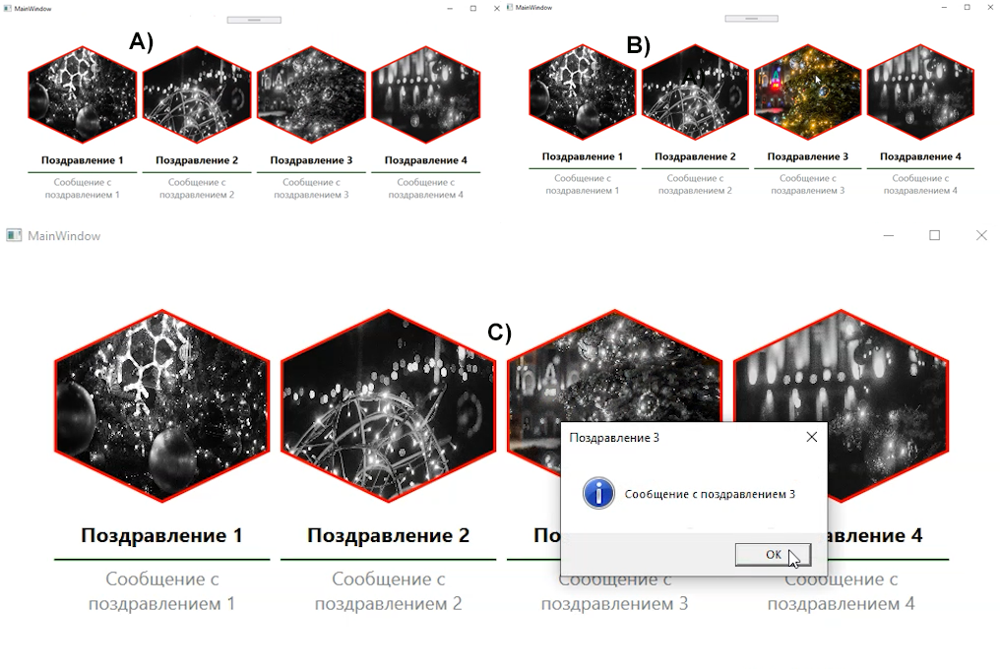 MainWindow
MainWindow
A)
B)
Поздравление 1
Поздравление 2
Поздравление 3
Поздравление 4
Сообщение с
поздравлением 1
Сообщение с
поздравлением 2
Сообщение с
поздравлением 3
Сообщение с
поздравлением 4
Поздравление 1
Поздравление 2
Поздравление 3
Поздравление 4
Сообщение с
поздравлением 1
Сообщение с
поздравлением 2
Сообщение с
поздравлением 3
Сообщение с
поздравлением 4
MainWindow
C)
Поздравление 3
Сообщение с поздравлением 3
OK
Поздравление 1
Поздравление 2
По
авление 4
Сообщение с
поздравлением 1
Сообщение с
поздравлением 2
Сообщение с
поздравлением 3
Сообщение с
поздравлением 4